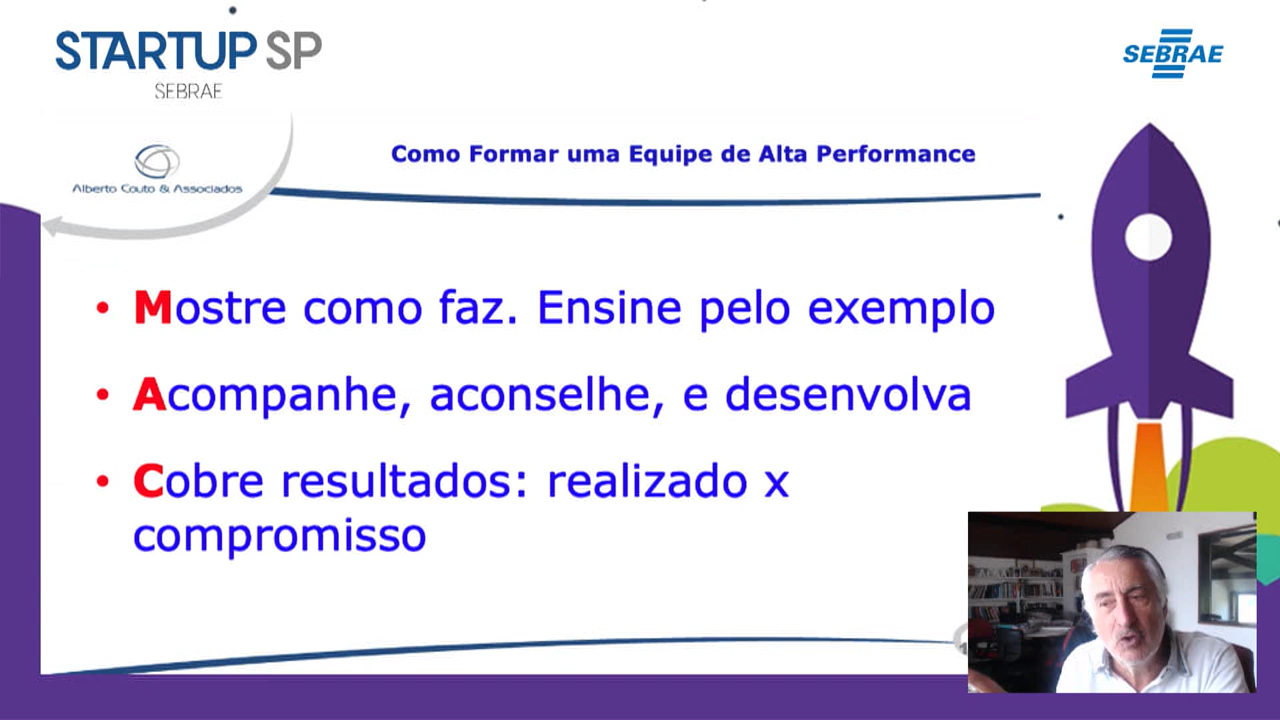 STARTUP SP
SEBRAE
SEBRAE
Alberto Couto & Associados
Como Formar uma Equipe de Alta Performance
• Mostre como faz. Ensine pelo exemplo
• Acompanhe, aconselhe, e desenvolva
• Cobre resultados: realizado x
compromisso